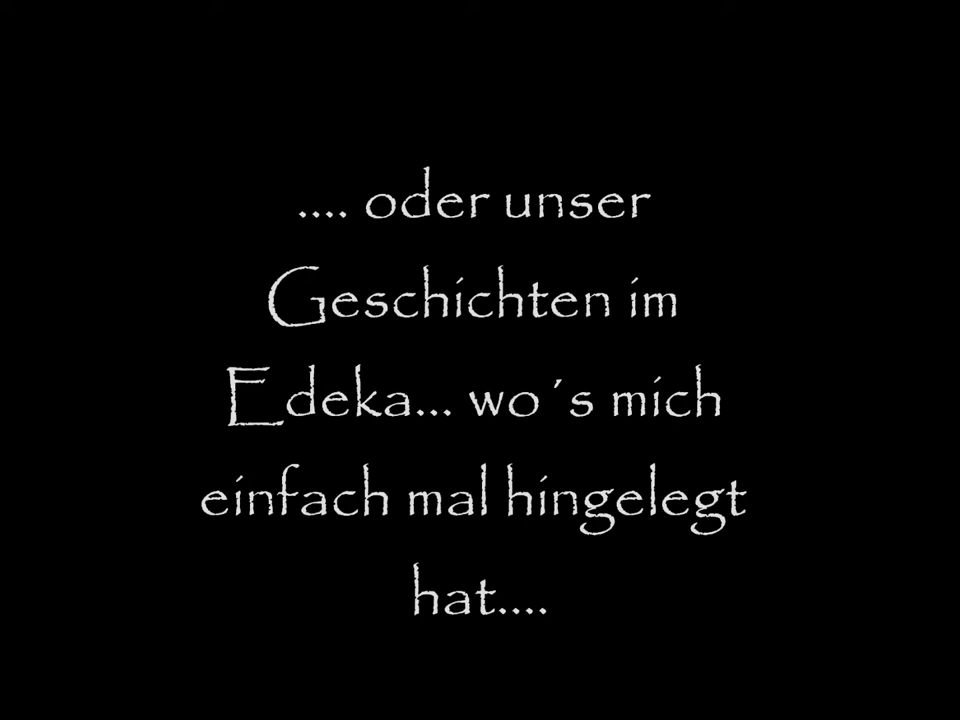 .... oder unser
Geschichten im
Edeka... wo´s mich
einfach mal hingelegt
hat....